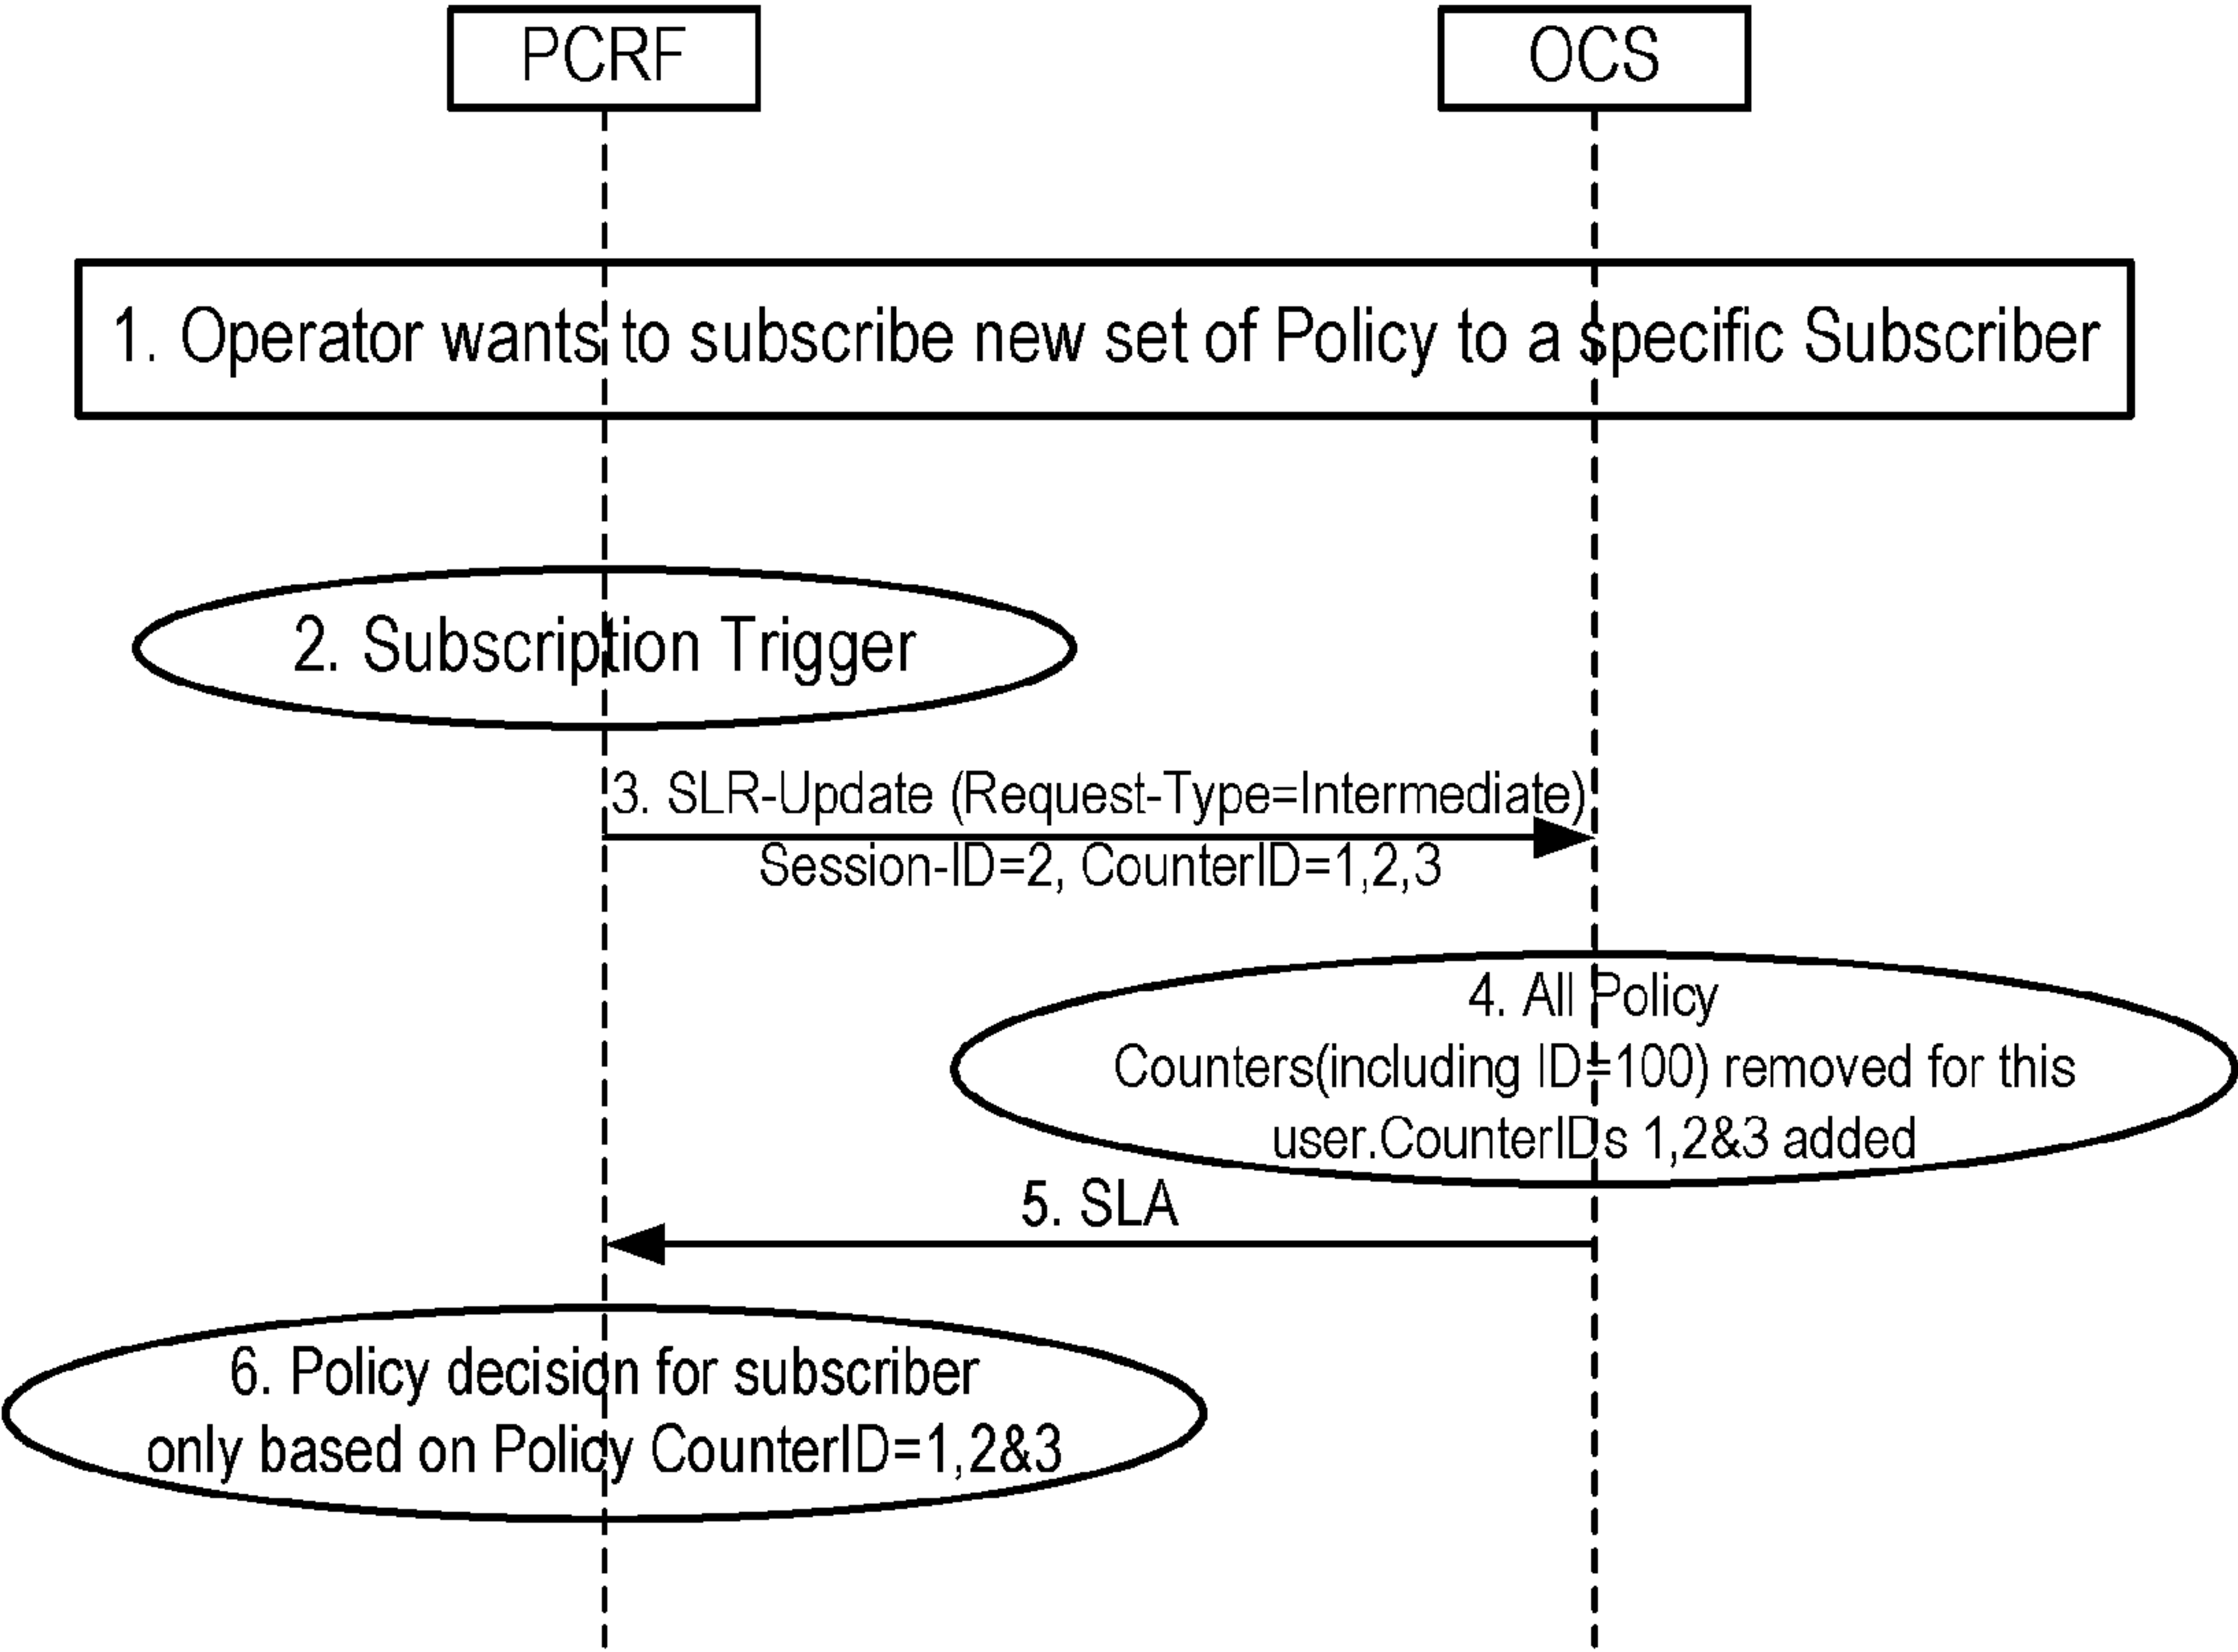 PCRF
OCS
1. Operator wants to subscribe new set of Policy to a specific Subscriber
2. Subscription Trigger
3. SLR-Update (Request-Type=Intermediate)
Session-ID=2, CounterID=1,2,3
4. All Policy
Counters(including ID=100) removed for this
user.CounterIDs 1,2&3 added
5. SLA
6. Policy decision for subscriber
only based on Policy CounterID=1,2&3